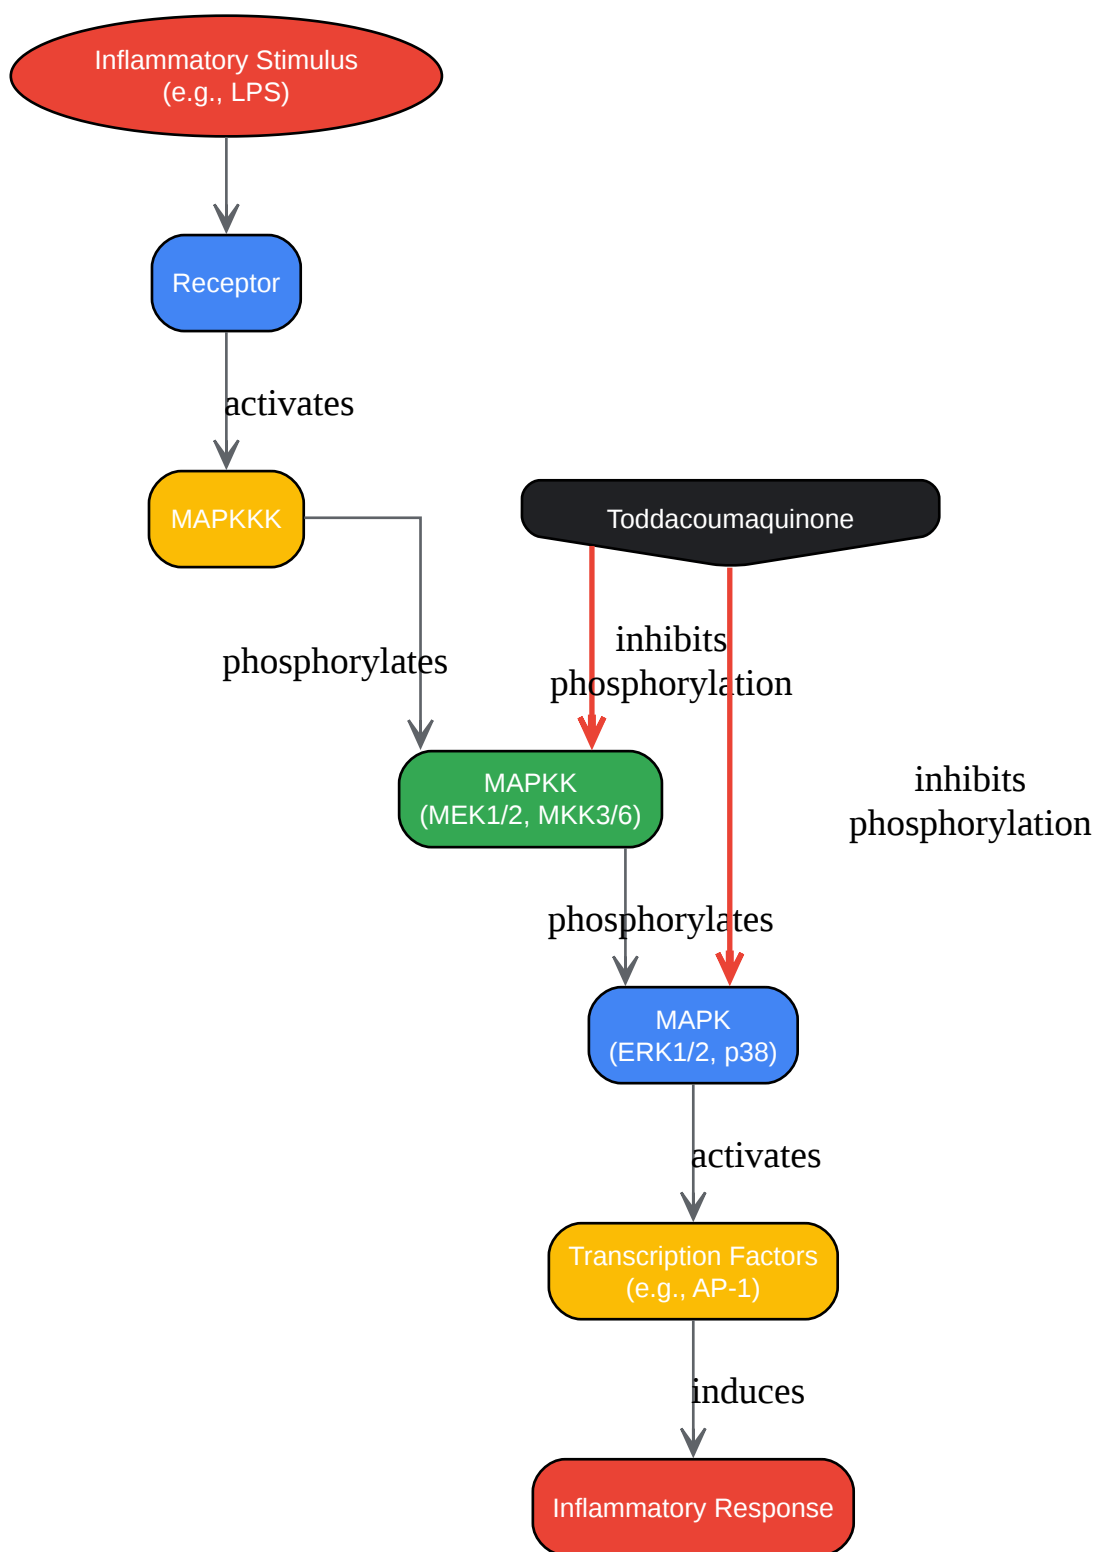 Inflammatory Stimulus
(e.g., LPS)
Receptor
activates
MAPKKK
Toddacoumaquinone
inhibits
phosphorylation
phosphorylates
inhibits
phosphorylation
MAPKK
(MEK1/2, MKK3/6)
phosphorylates
MAPK
(ERK1/2, p38)
activates
Transcription Factors
(e.g., AP-1)
induces
Inflammatory Response